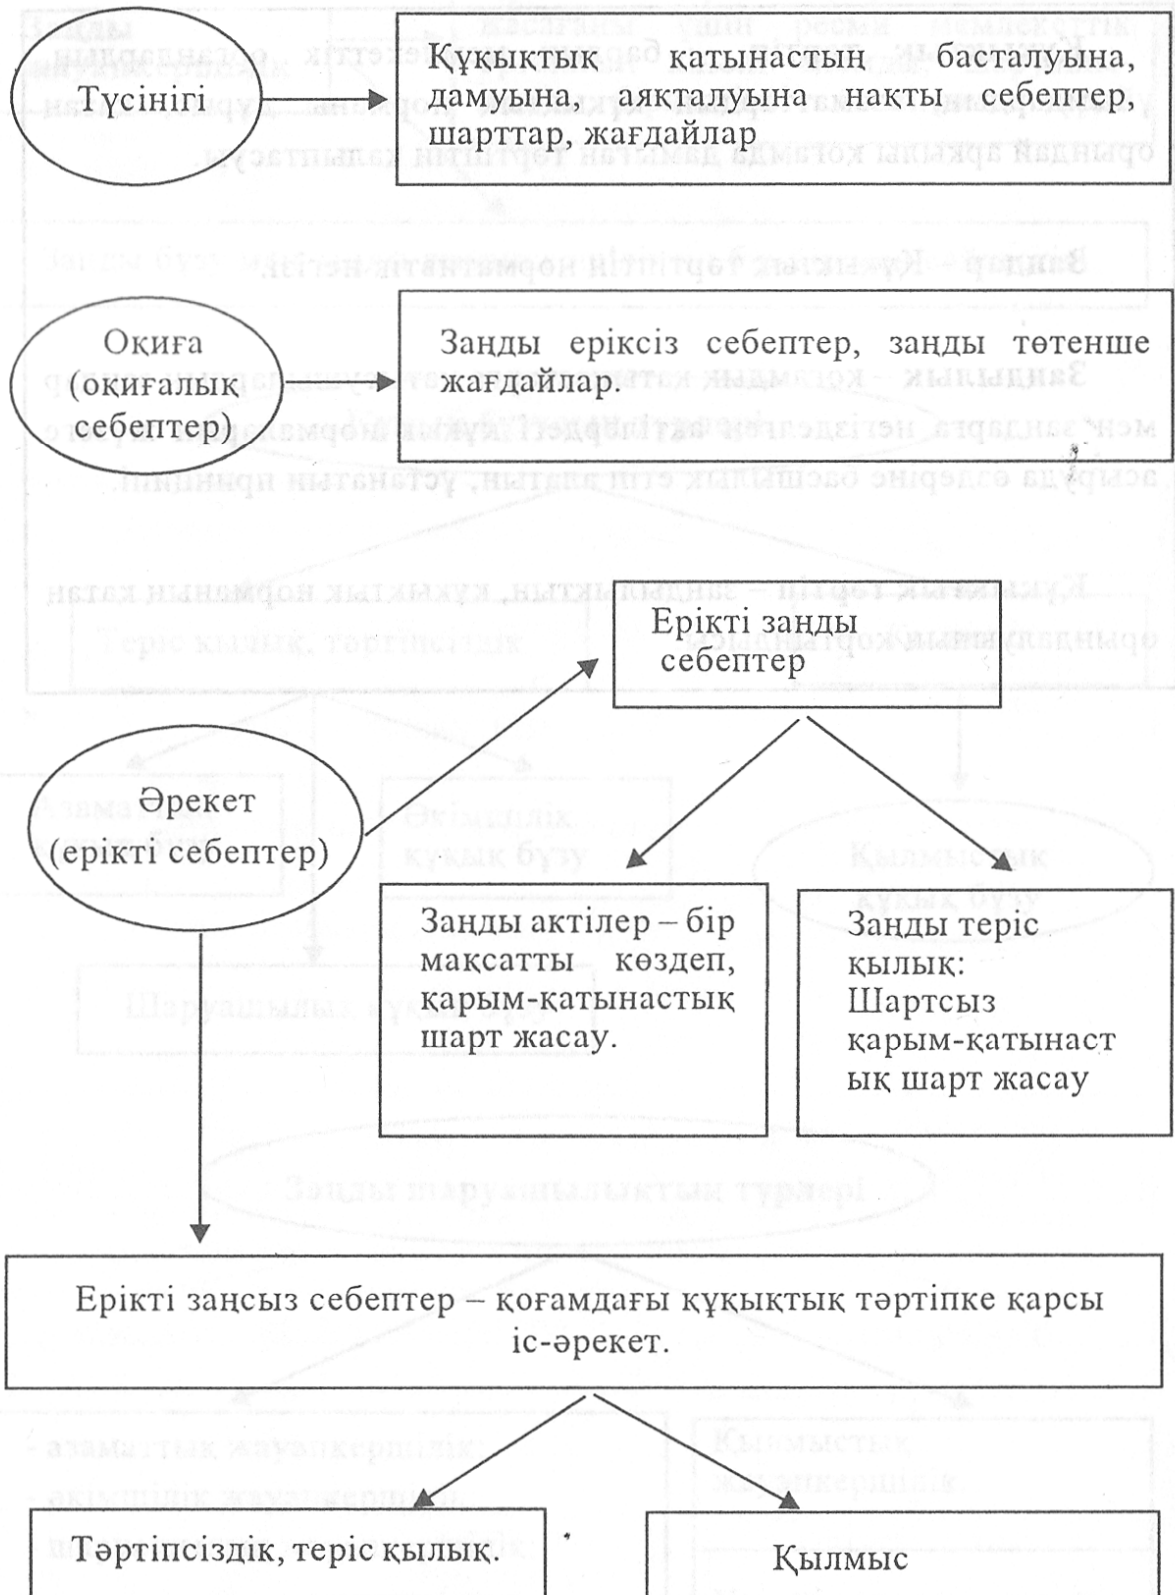 Түсінігі
Құқықтық қатынастың басталуына,
дамуына, аяқталуына нақты себептер,
шарттар, жағдайлар
Оқиға
(оқиғалық
себептер)
Заңды еріксіз себептер, заңды төтенше
жағдайлар.
Ерікті заңды
себептер
Әрекет
(ерікті себептер)
Заңды актілер – бір
мақсатты көздеп,
қарым-қатынастық
шарт жасау.
Заңды теріс
қылық:
Шартсыз
қарым-қатынаст
ық шарт жасау
Ерікті заңсыз себептер – қоғамдағы құқықтық тәртіпке қарсы
іс-әрекет.
Тәртіпсіздік, теріс қылық.
Қылмыс